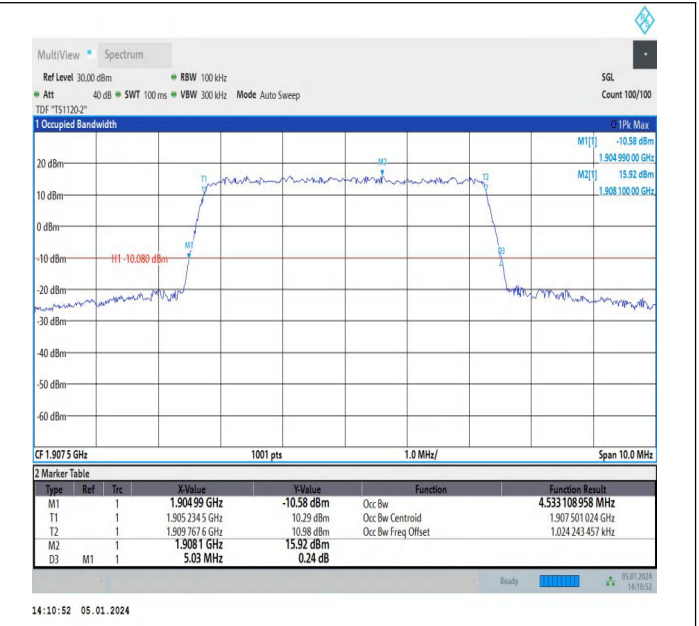 R S
MultiView Spectrum
Ref Level 30.00 dBm RBW 100 kHz SGL
Att 40 dB SWT 100 ms VBW 300 kHz Mode Auto Sweep Count 100/100
TDF "TS1120-2"
1 Occupied Bandwidth 1Pk Max
M1[1] -10.58 dBm
1.904 990 00 GHz
M2[1] 15.92 dBm
1.908 100 00 GHz
20 dBm
M2
T1
T2
10 dBm
0 dBm
M1
D3
-10 dBm
H1 -10.080 dBm
-20 dBm
-30 dBm
-40 dBm
-50 dBm
-60 dBm
CF 1.907 5 GHz 1001 pts 1.0 MHz/ Span 10.0 MHz
2 Marker Table
Type Ref Trc X-Value Y-Value Function Function Result
M1 1 1.904 99 GHz -10.58 dBm Occ Bw 4.533 108 958 MHz
T1 1 1.905 234 5 GHz 10.29 dBm Occ Bw Centroid 1.907 501 024 GHz
T2 1 1.909 767 6 GHz 10.98 dBm Occ Bw Freq Offset 1.024 243 457 kHz
M2 1 1.908 1 GHz 15.92 dBm
D3 M1 1 5.03 MHz 0.24 dB
Ready 05.01.2024
14:10:52
14:10:52 05.01.2024